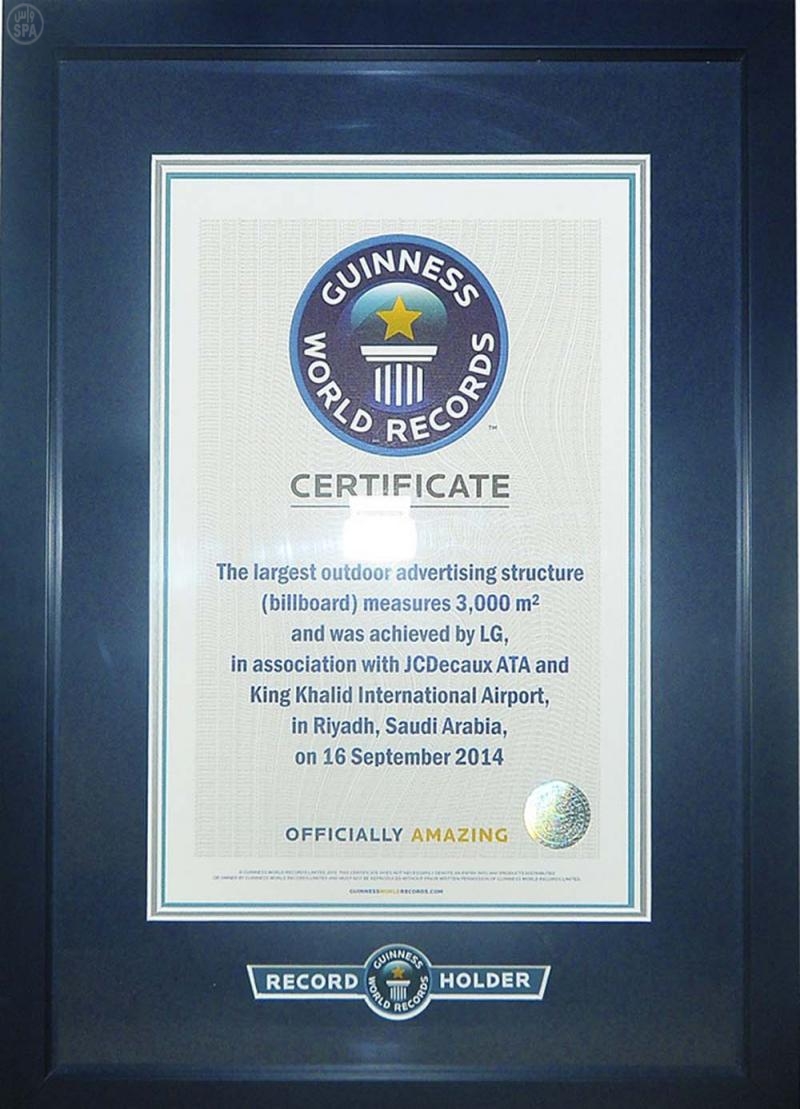 واس
SPA
GUINNESS
WORLD RECORDS
TM
CERTIFICATE
The largest outdoor advertising structure
(billboard) measures 3,000 m²
and was achieved by LG,
in association with JCDecaux ATA and
King Khalid International Airport,
in Riyadh, Saudi Arabia,
on 16 September 2014
OFFICIALLY AMAZING
GUINNESSWORLDRECORDS.COM
RECORD
GUINNESS
WORLD RECORDS
HOLDER